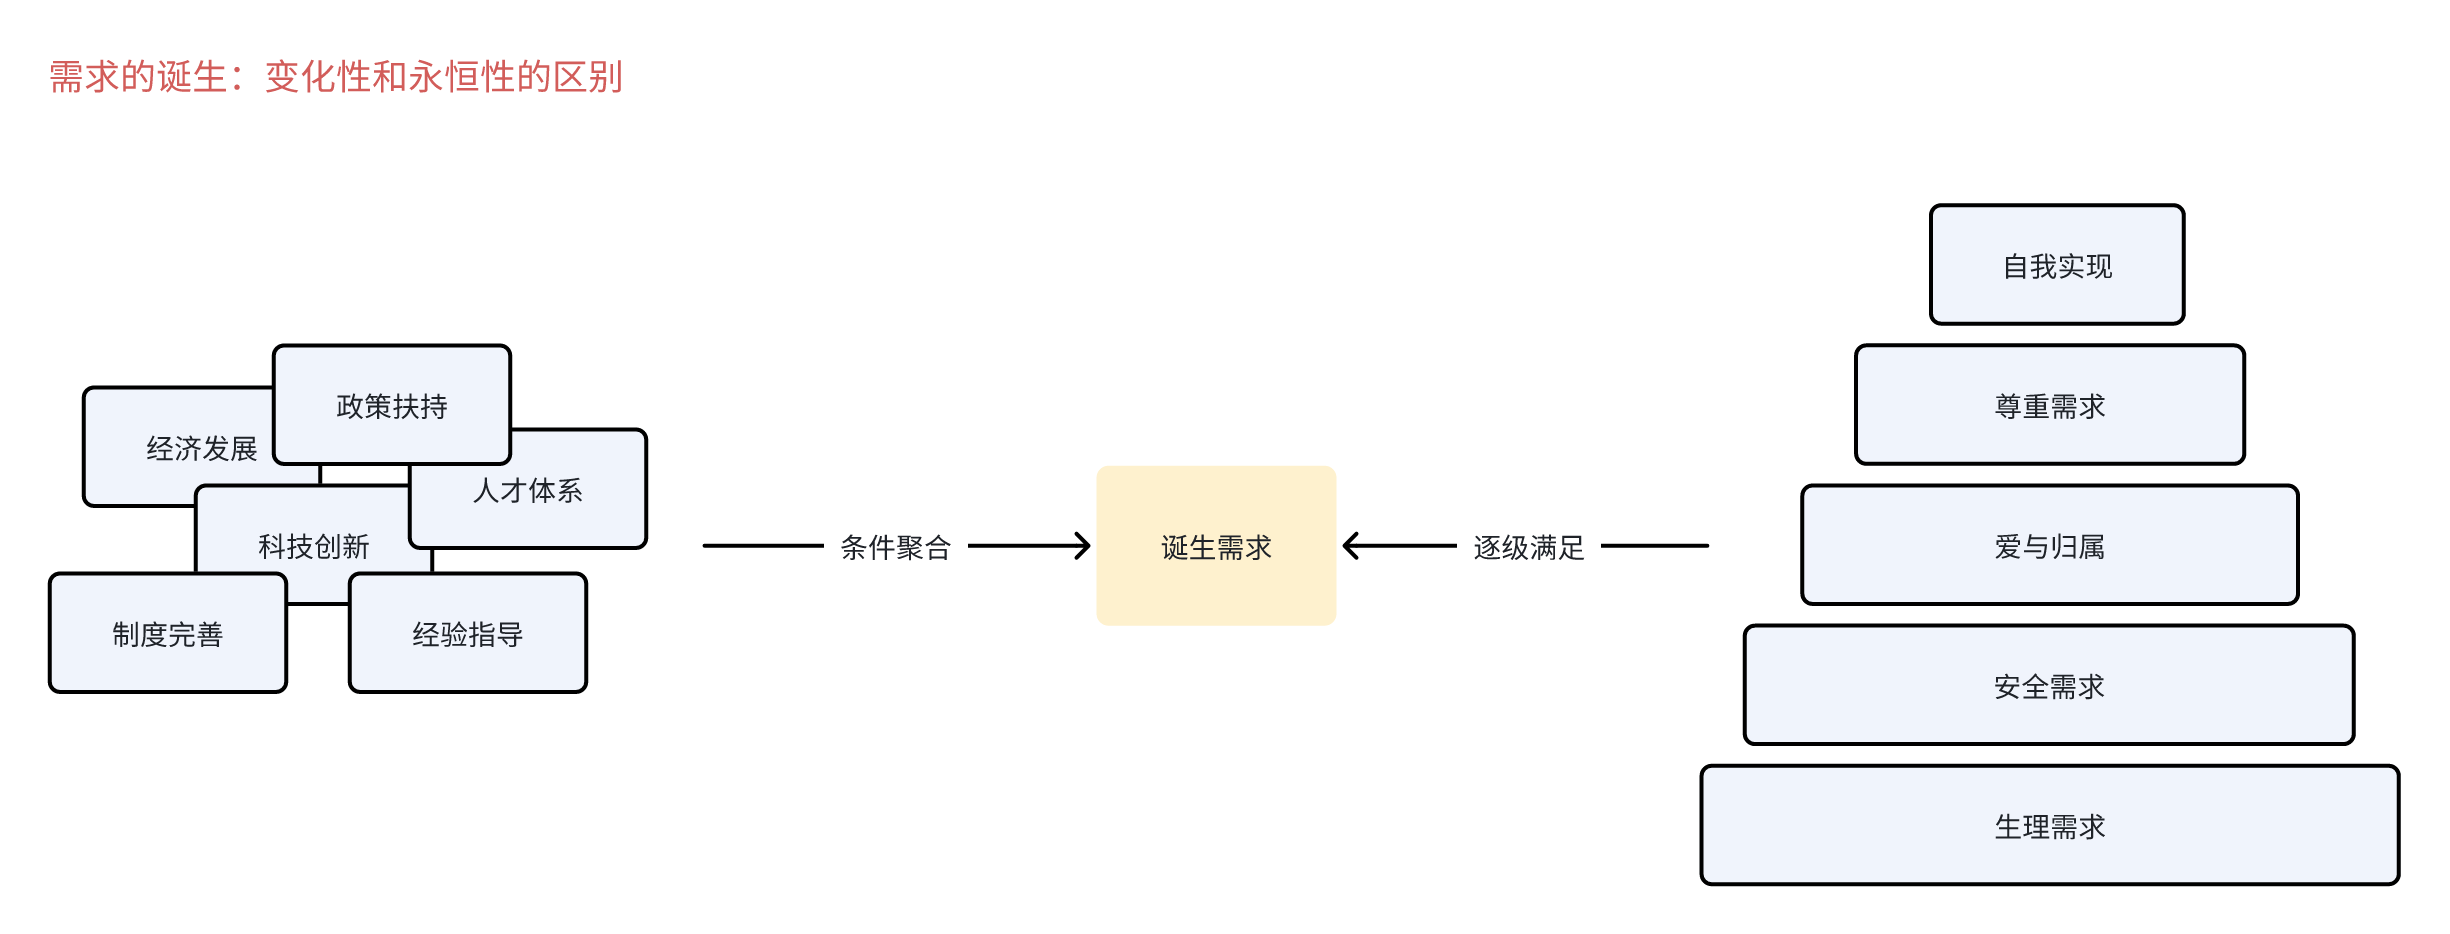 需求的诞生：变化性和永恒性的区别
政策扶持
经济发展
人才体系
科技创新
制度完善
经验指导
条件聚合
诞生需求
逐级满足
自我实现
尊重需求
爱与归属
安全需求
生理需求